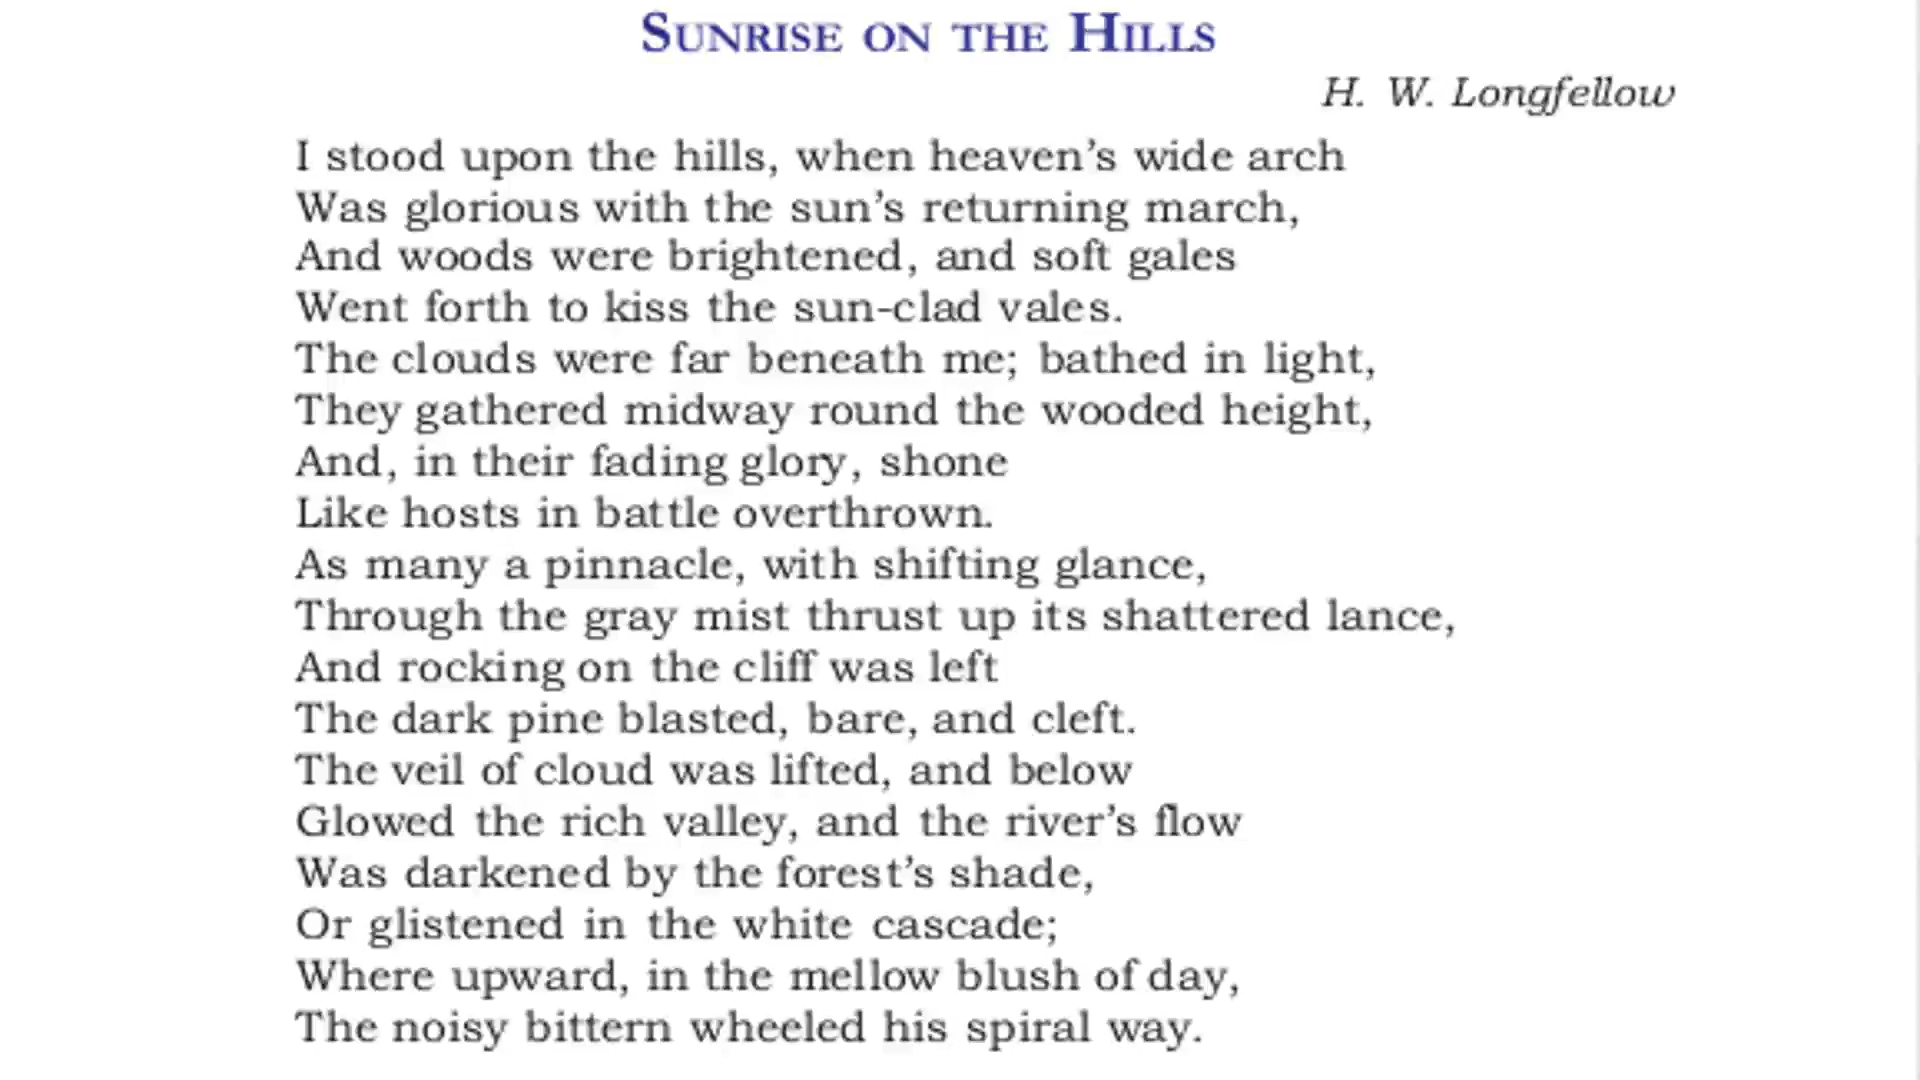 SUNRISE ON THE HILLS
H. W. Longfellow
I stood upon the hills, when heaven’s wide arch
Was glorious with the sun’s returning march,
And woods were brightened, and soft gales
Went forth to kiss the sun-clad vales.
The clouds were far beneath me; bathed in light,
They gathered midway round the wooded height,
And, in their fading glory, shone
Like hosts in battle overthrown.
As many a pinnacle, with shifting glance,
Through the gray mist thrust up its shattered lance,
And rocking on the cliff was left
The dark pine blasted, bare, and cleft.
The veil of cloud was lifted, and below
Glowed the rich valley, and the river’s flow
Was darkened by the forest’s shade,
Or glistened in the white cascade;
Where upward, in the mellow blush of day,
The noisy bittern wheeled his spiral way.